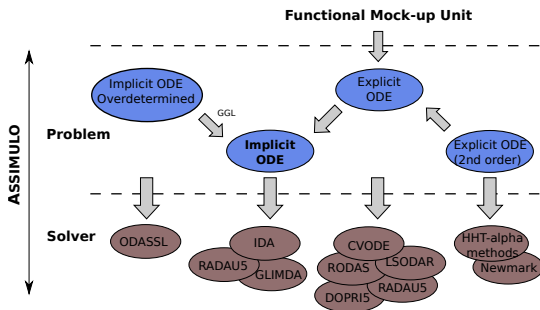 Functional Mock-up Unit
ASSIMULO
Problem
Implicit ODE
Overdetermined
GGL
Explicit
ODE
Implicit
ODE
Explicit ODE
(2nd order)
Solver
ODASSL
IDA
RADAU5
GLIMDA
CVODE
RODAS
LSODAR
DOPRI5
RADAU5
HHT-alpha
methods
Newmark